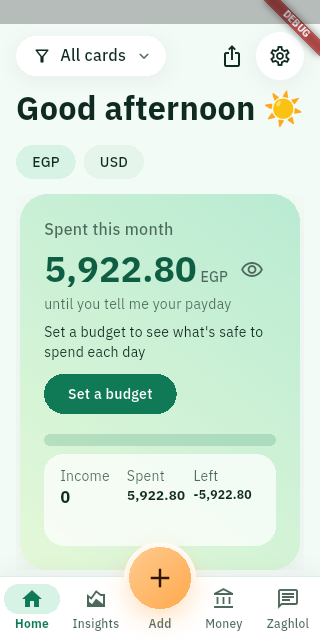 DEBUG
All cards
Good afternoon ☀️
EGP
USD
Spent this month
5,922.80 EGP
until you tell me your payday
Set a budget to see what's safe to
spend each day
Set a budget
Income Spent Left
0 5,922.80 -5,922.80
Home Insights Add Money Zaghlol